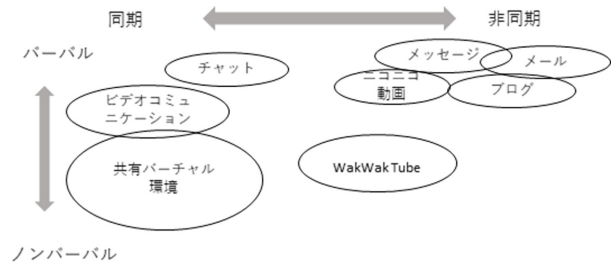 同期
非同期
バーバル
メッセージ
メール
チャット
ニコニコ
動画
ブログ
ビデオコミュ
ニケーション
共有バーチャル
環境
WakWakTube
ノンバーバル